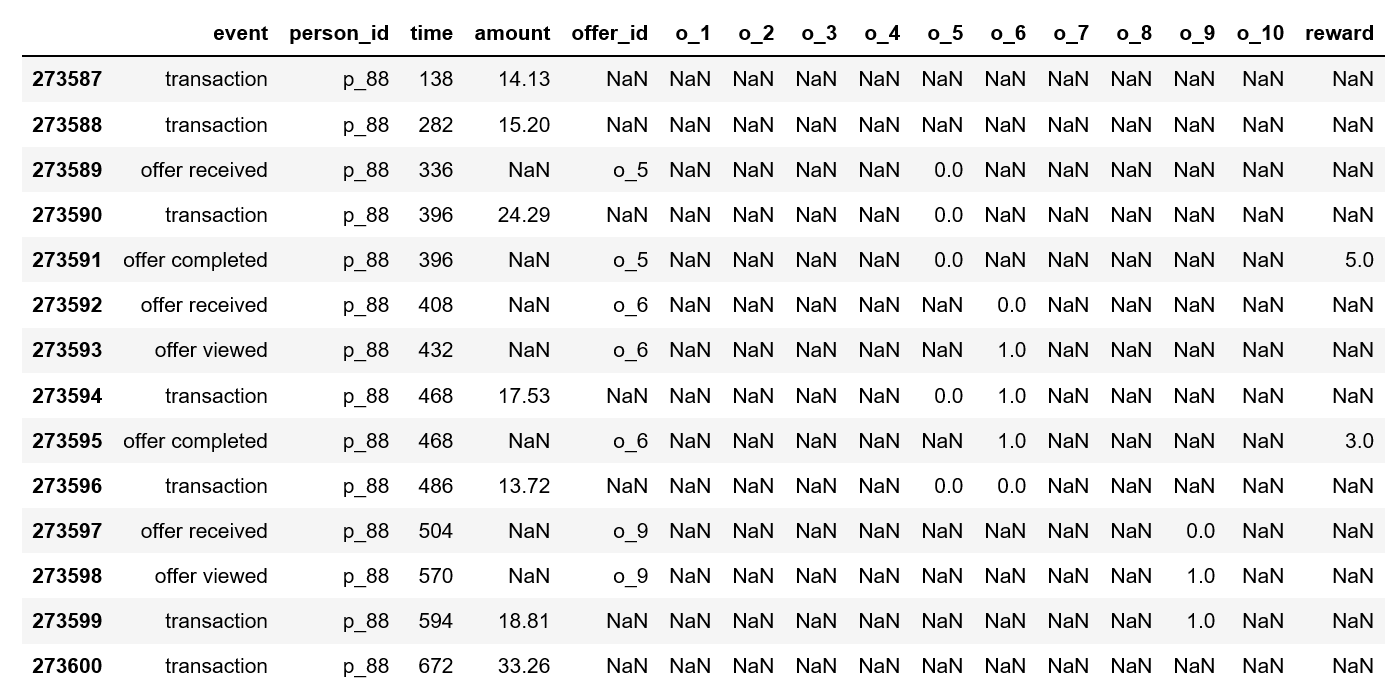 event person_id time amount offer_id o_1 o_2 o_3 o_4 o_5 o_6 o_7 o_8 o_9 o_10 reward
273587 transaction p_88 138 14.13 NaN NaN NaN NaN NaN NaN NaN NaN NaN NaN NaN NaN
273588 transaction p_88 282 15.20 NaN NaN NaN NaN NaN NaN NaN NaN NaN NaN NaN NaN
273589 offer received p_88 336 NaN o_5 NaN NaN NaN NaN 0.0 NaN NaN NaN NaN NaN NaN
273590 transaction p_88 396 24.29 NaN NaN NaN NaN NaN 0.0 NaN NaN NaN NaN NaN NaN
273591 offer completed p_88 396 NaN o_5 NaN NaN NaN NaN 0.0 NaN NaN NaN NaN NaN 5.0
273592 offer received p_88 408 NaN o_6 NaN NaN NaN NaN NaN 0.0 NaN NaN NaN NaN NaN
273593 offer viewed p_88 432 NaN o_6 NaN NaN NaN NaN NaN 1.0 NaN NaN NaN NaN NaN
273594 transaction p_88 468 17.53 NaN NaN NaN NaN NaN 0.0 1.0 NaN NaN NaN NaN NaN
273595 offer completed p_88 468 NaN o_6 NaN NaN NaN NaN NaN 1.0 NaN NaN NaN NaN 3.0
273596 transaction p_88 486 13.72 NaN NaN NaN NaN NaN 0.0 0.0 NaN NaN NaN NaN NaN
273597 offer received p_88 504 NaN o_9 NaN NaN NaN NaN NaN NaN NaN NaN 0.0 NaN NaN
273598 offer viewed p_88 570 NaN o_9 NaN NaN NaN NaN NaN NaN NaN NaN 1.0 NaN NaN
273599 transaction p_88 594 18.81 NaN NaN NaN NaN NaN NaN NaN NaN NaN 1.0 NaN NaN
273600 transaction p_88 672 33.26 NaN NaN NaN NaN NaN NaN NaN NaN NaN NaN NaN NaN